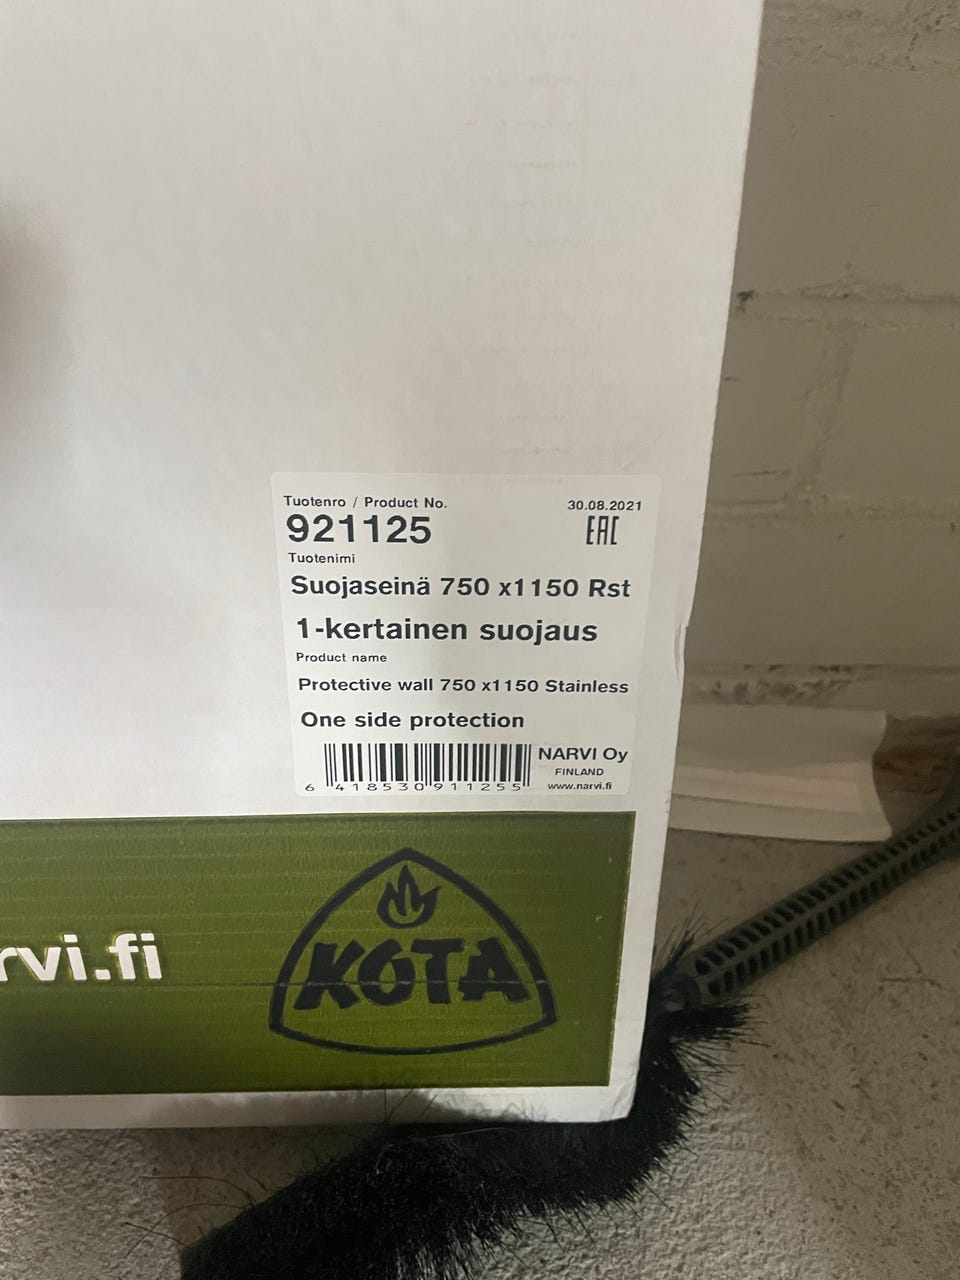 Tuotenro / Product No.
30.08.2021
921125
EAC
Tuotenimi
Suojaseinä 750 x1150 Rst
1-kertainen suojaus
Product name
Protective wall 750 x1150 Stainless
One side protection
6 418530 911255
NARVI Oy
FINLAND
www.narvi.fi
rvi.fi
KOTA